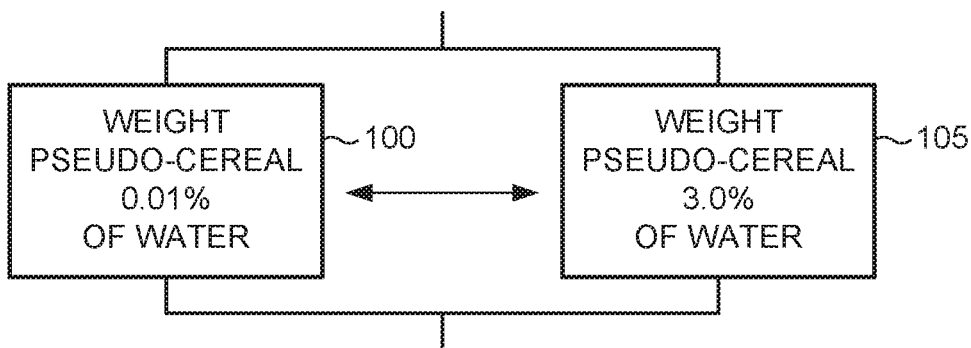 WEIGHT
PSEUDO-CEREAL
0.01%
OF WATER
100
WEIGHT
PSEUDO-CEREAL
3.0%
OF WATER
105